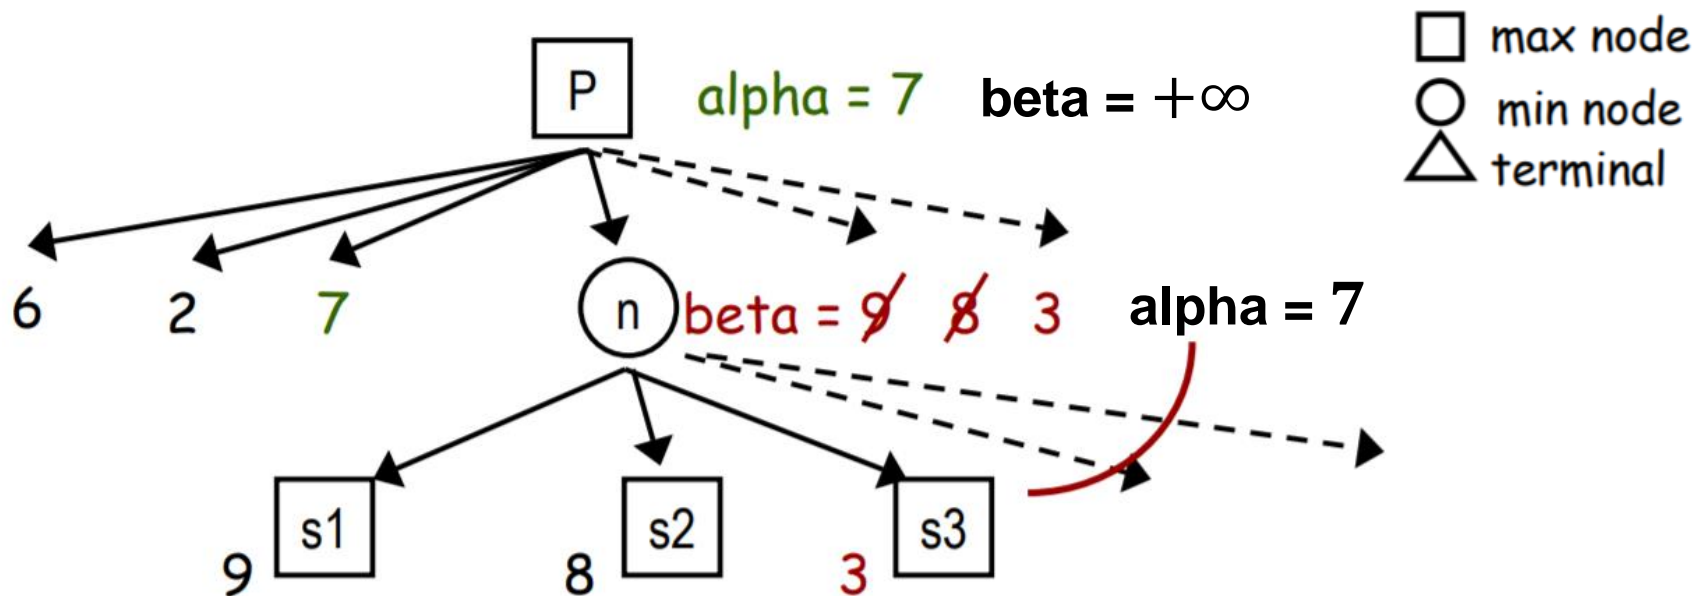 P alpha = 7 beta = +∞
max node
min node
terminal
6 2 7 n beta = 9 8 3 alpha = 7
s1 s2 s3
9 8 3